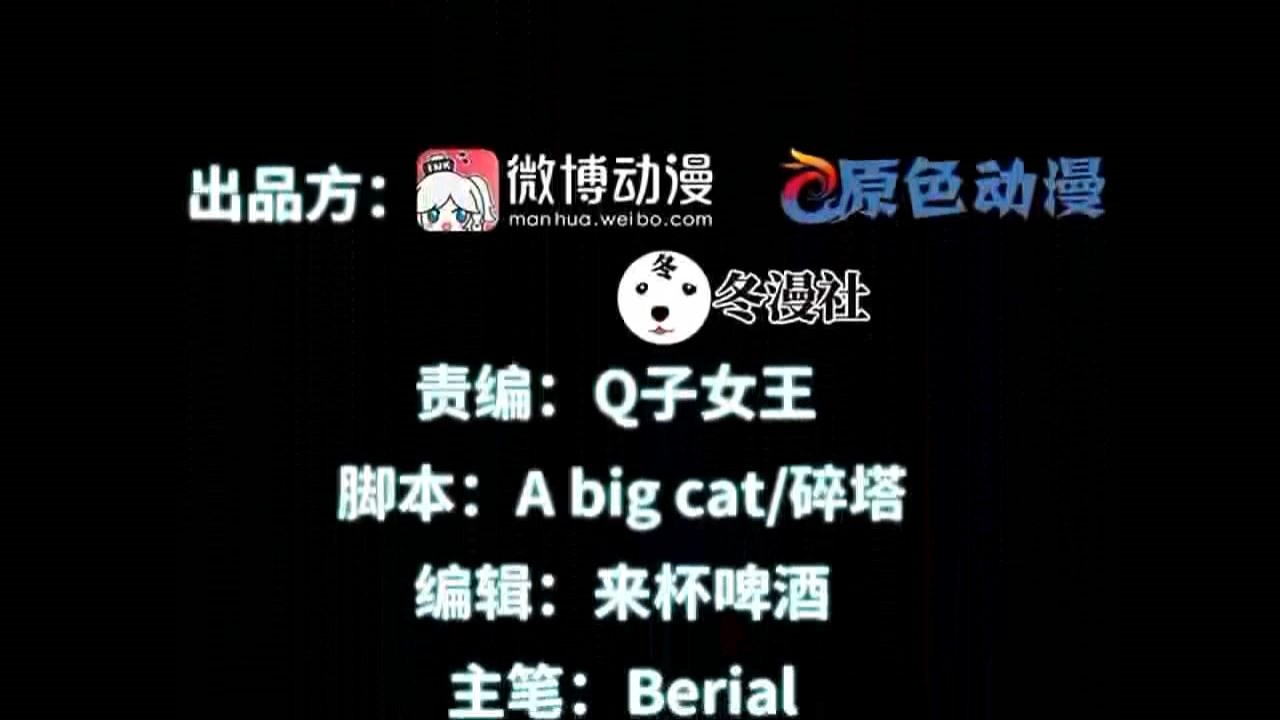 出品方： INK 微博动漫 原色动漫
manhua.weibo.com
冬 冬漫社
责编：Q子女王
脚本：A big cat/碎塔
编辑：来杯啤酒
主笔：Berial